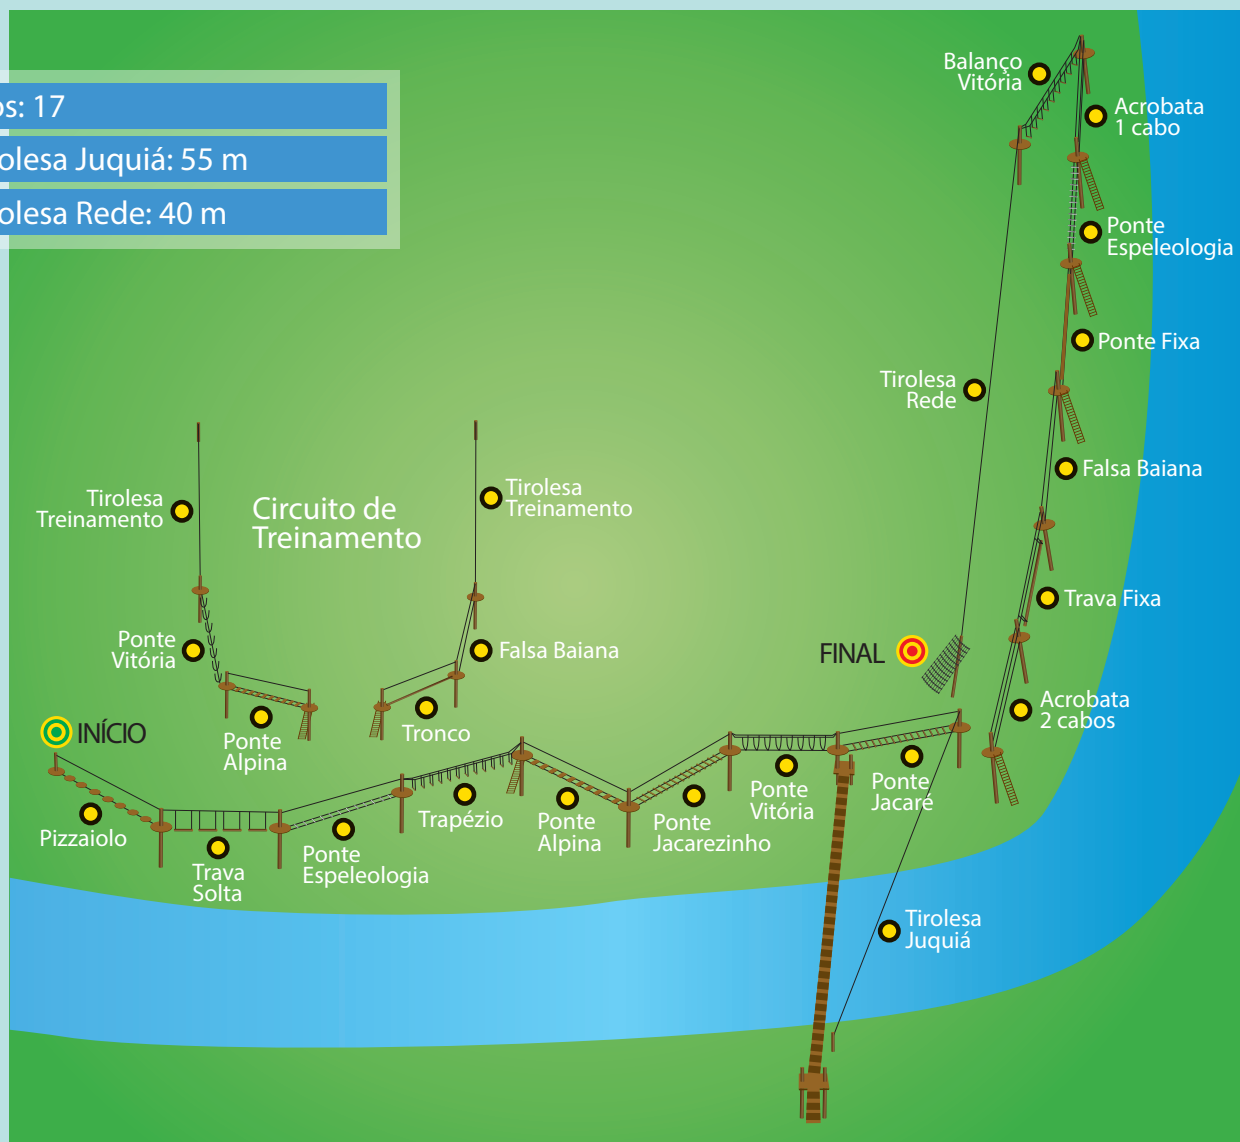 os: 17
olesa Juquiá: 55 m
olesa Rede: 40 m
Balanço
Vitória
Acrobata
1 cabo
Ponte
Espeleologia
Ponte Fixa
Tirolesa
Rede
Falsa Baiana
Trava Fixa
Acrobata
2 cabos
FINAL
Tirolesa
Treinamento
Circuito de
Treinamento
Tirolesa
Treinamento
Ponte
Vitória
Falsa Baiana
Ponte
Alpina
Tronco
INÍCIO
Pizzaiolo
Trava
Solta
Ponte
Espeleologia
Trapézio
Ponte
Alpina
Ponte
Jacarezinho
Ponte
Vitória
Ponte
Jacaré
Tirolesa
Juquiá